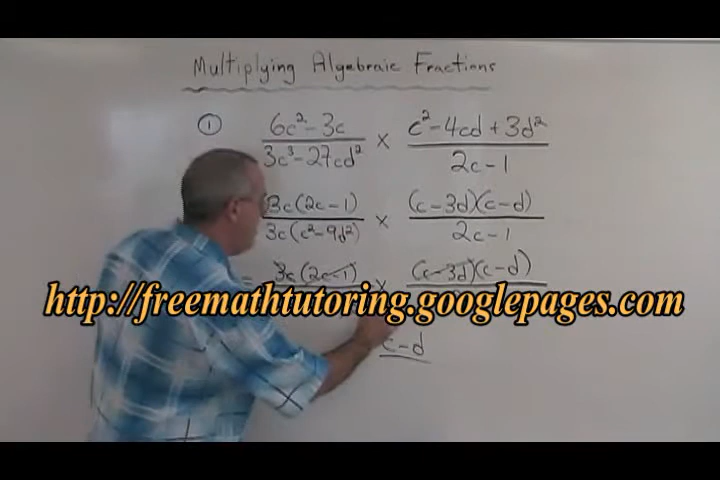 Multiplying Algebraic Fractions
① 6c² - 3c / 3c³ - 27cd² × c² - 4cd + 3d² / 2c - 1
3c(2c - 1) / 3c(c² - 9d²) × (c - 3d)(c - d) / 2c - 1
= 3c(2c - 1) × (c - 3d)(c - d)
http://freemathtutoring.googlepages.com
c - d